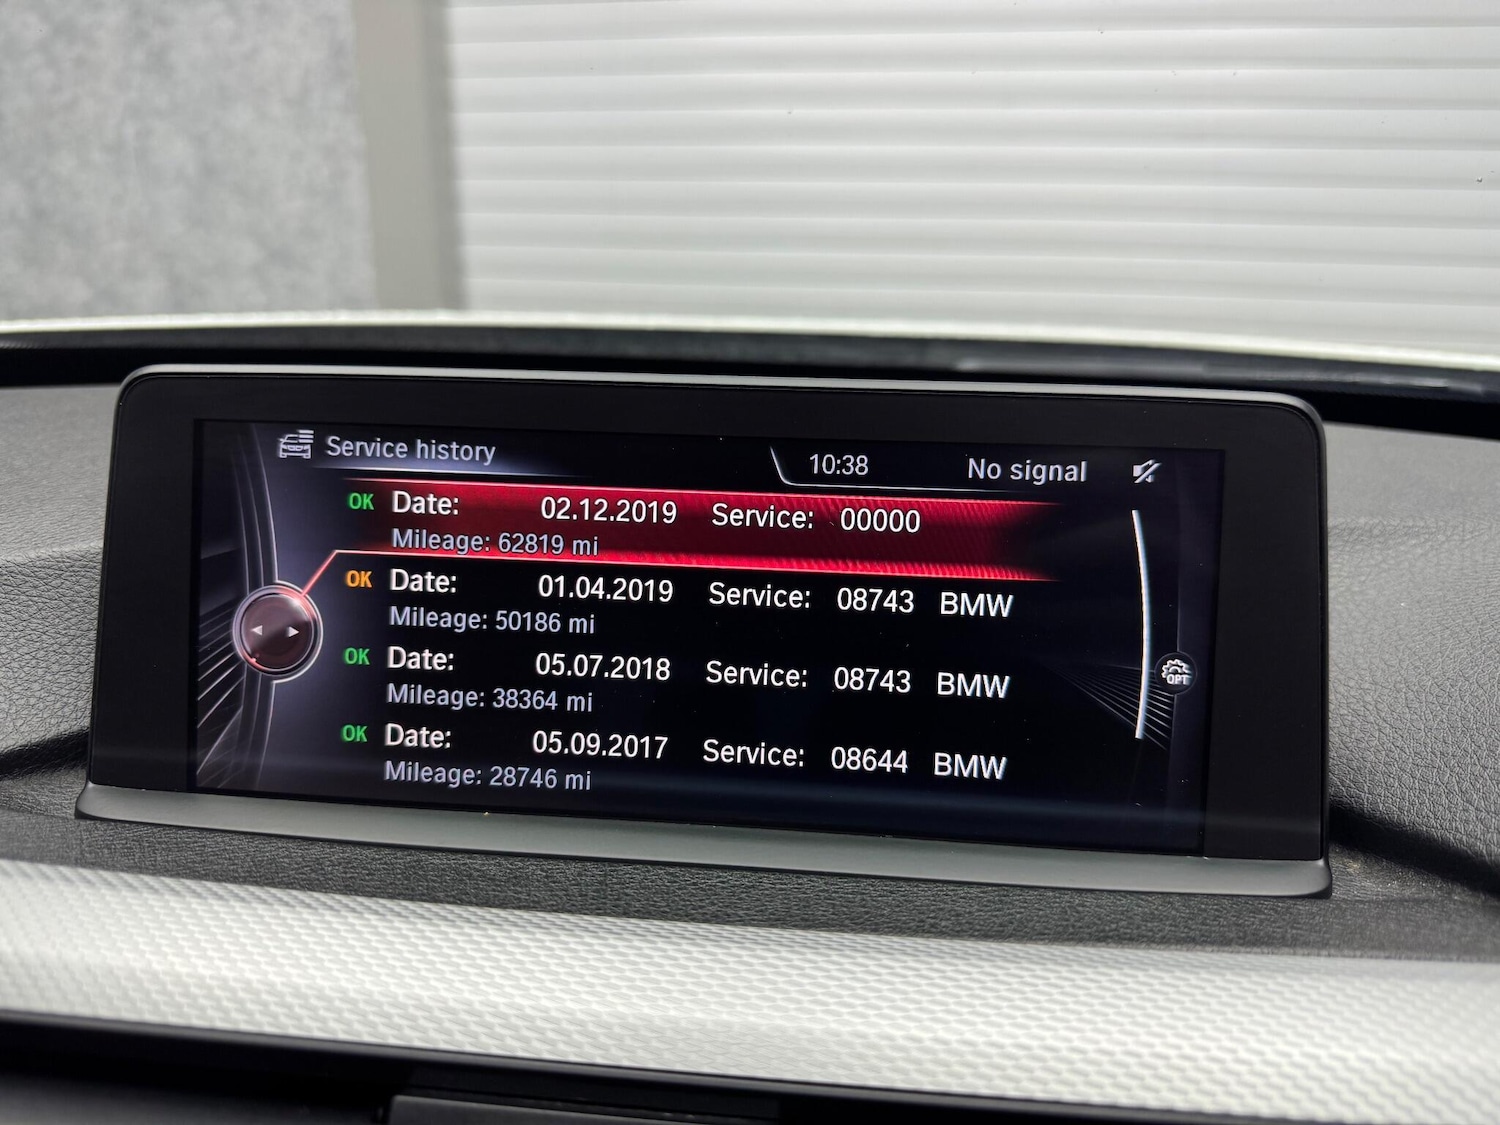 Service history 10:38 No signal
OK Date: 02.12.2019 Service: 00000
Mileage: 62819 mi
OK Date: 01.04.2019 Service: 08743 BMW
Mileage: 50186 mi
OK Date: 05.07.2018 Service: 08743 BMW
Mileage: 38364 mi
OPT
OK Date: 05.09.2017 Service: 08644 BMW
Mileage: 28746 mi